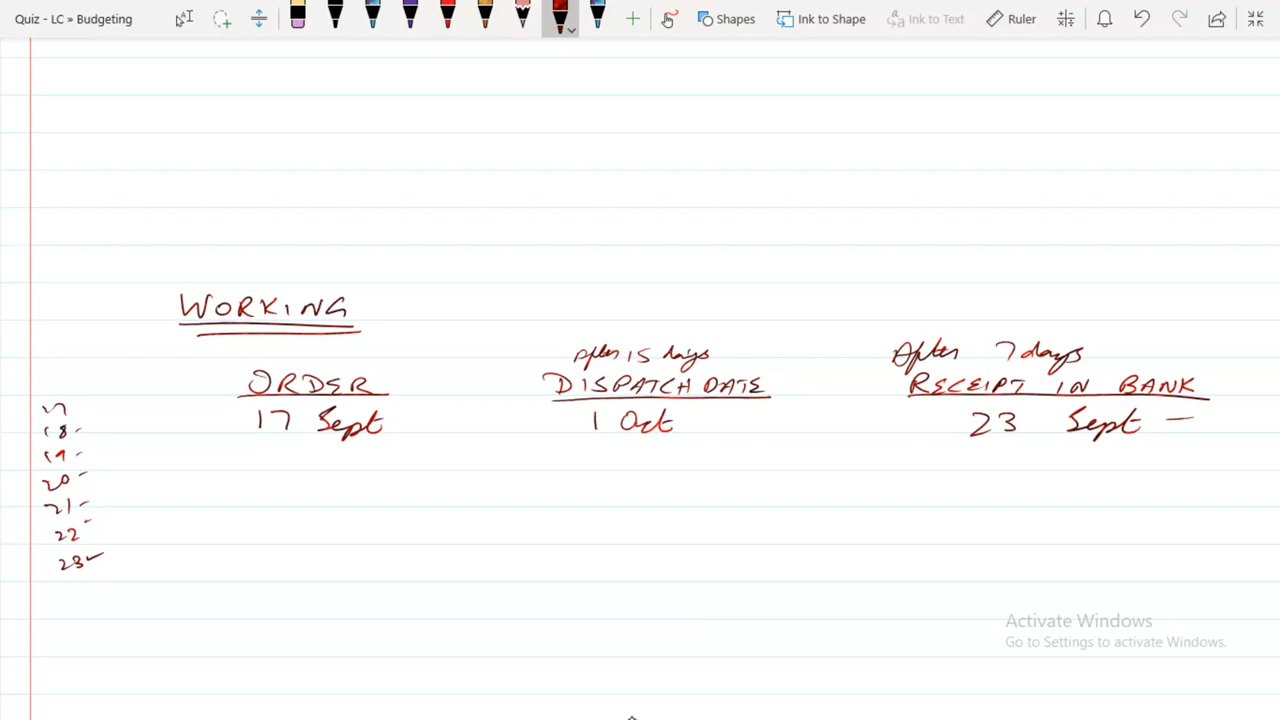 Quiz - LC » Budgeting
Shapes
Ink to Shape
Ink to Text
Ruler
WORKING
After 15 days
After 7 days
ORDER
DISPATCH DATE
RECEIPT IN BANK
17 Sept
1 Oct
23 Sept -
17
18
19
20
21
22
23
Activate Windows
Go to Settings to activate Windows.